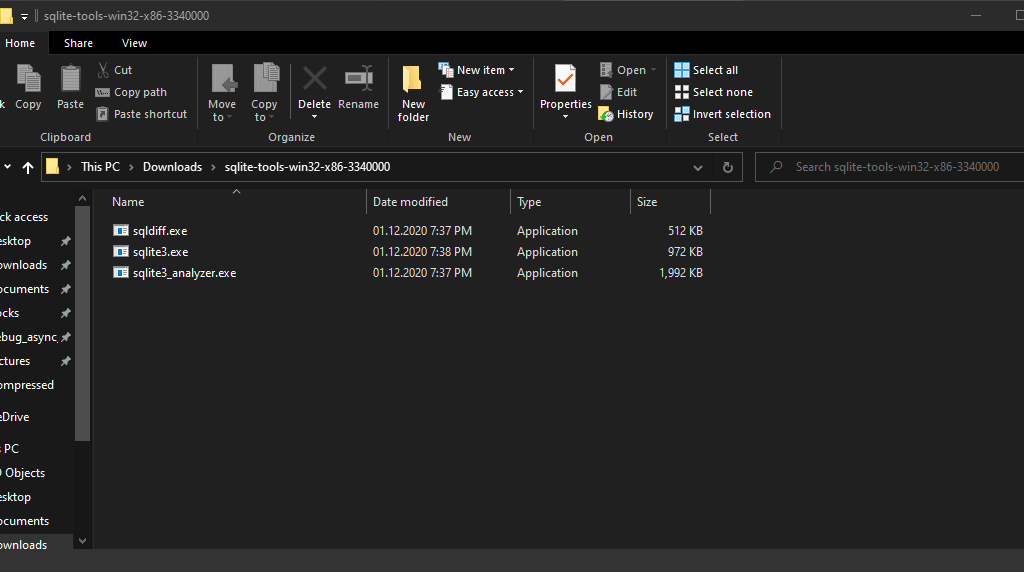 sqlite-tools-win32-x86-3340000
Home Share View
Copy
Paste
Cut
Copy path
Paste shortcut
Clipboard
Move to
Copy to
Delete
Rename
Organize
New folder
New item
Easy access
New
Properties
Open
Edit
History
Open
Select all
Select none
Invert selection
Select
This PC Downloads sqlite-tools-win32-x86-3340000
Search sqlite-tools-win32-x86-3340000
Name Date modified Type Size
sqldiff.exe 01.12.2020 7:37 PM Application 512 KB
sqlite3.exe 01.12.2020 7:38 PM Application 972 KB
sqlite3_analyzer.exe 01.12.2020 7:37 PM Application 1,992 KB
ck access
esktop
ownloads
ocuments
ocks
ebug_async_
ctures
ompressed
eDrive
s PC
D Objects
esktop
ocuments
ownloads